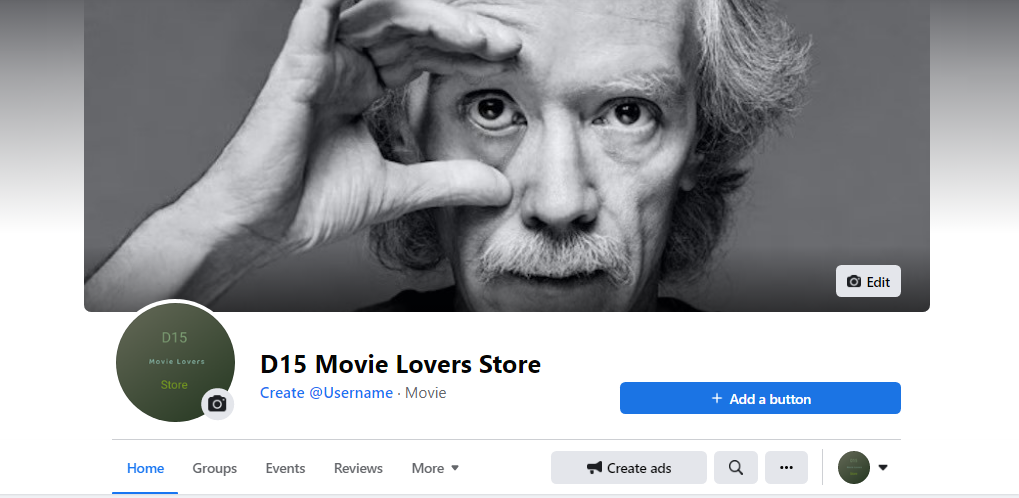 Edit
D15
Movie Lovers
Store
D15 Movie Lovers Store
Create @Username · Movie
+ Add a button
Home Groups Events Reviews More
Create ads